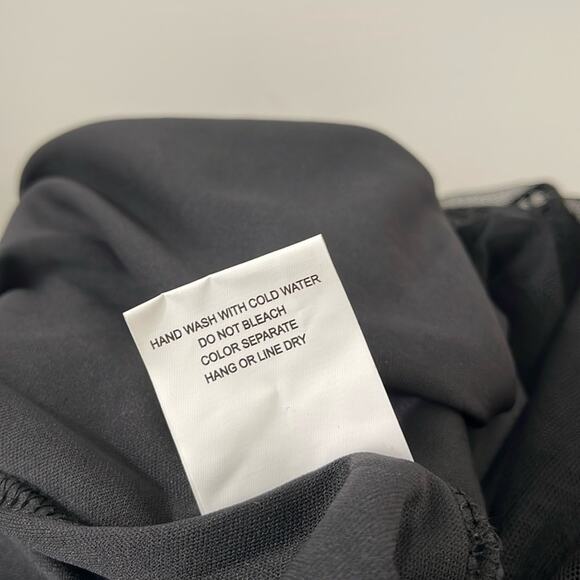 HAND WASH WITH COLD WATER
DO NOT BLEACH
COLOR SEPARATE
HANG OR LINE DRY